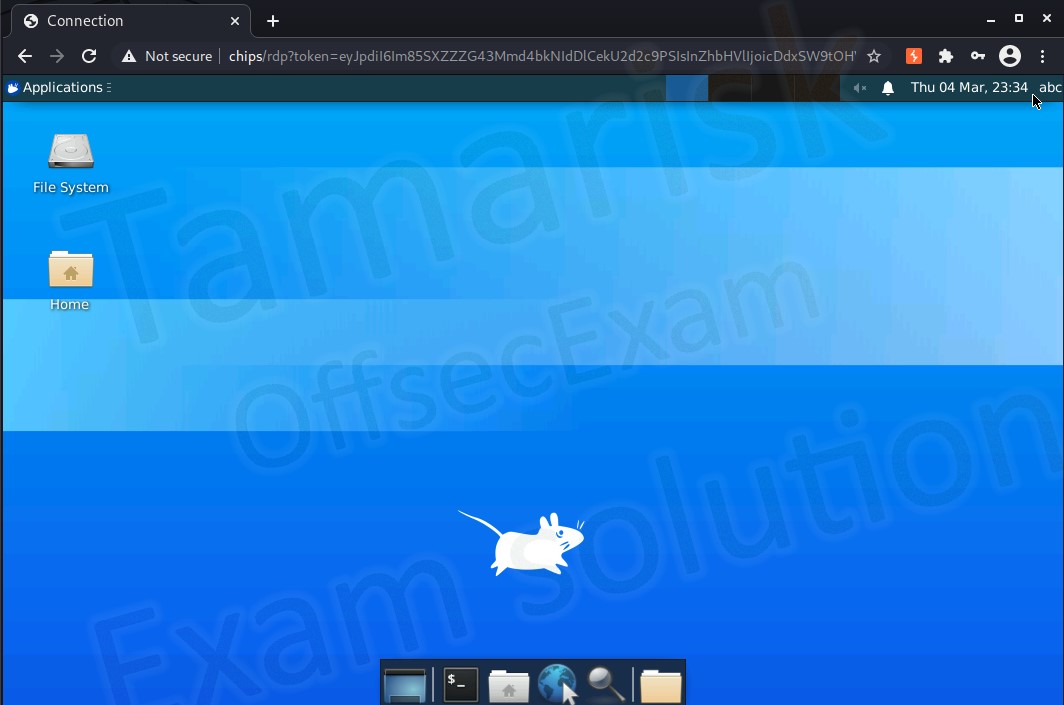 Connection
Not secure
chips/rdp?token=eyJpdiI6Im85SXZZZG43Mmd4bkNIdDlCekU2d2c9PSIsInZhbHVlIjoicDdxSW9tOH'
Applications
Thu 04 Mar, 23:34
abc
File System
Home
Tamarisk
OffsecExam
Exam solution
$-